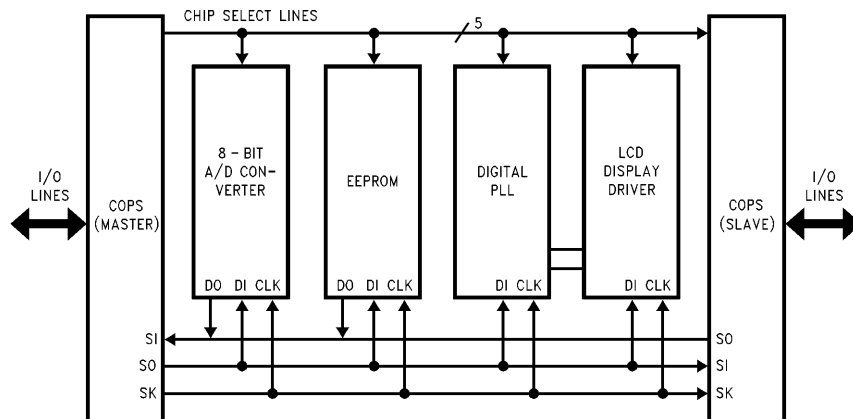 CHIP SELECT LINES
5
8 - BIT
A/D CON-
VERTER
EEPROM
DIGITAL
PLL
LCD
DISPLAY
DRIVER
I/O
LINES
COPS
(MASTER)
COPS
(SLAVE)
I/O
LINES
DO DI CLK
DO DI CLK
DI CLK
DI CLK
SI
SO
SO
SI
SK
SK